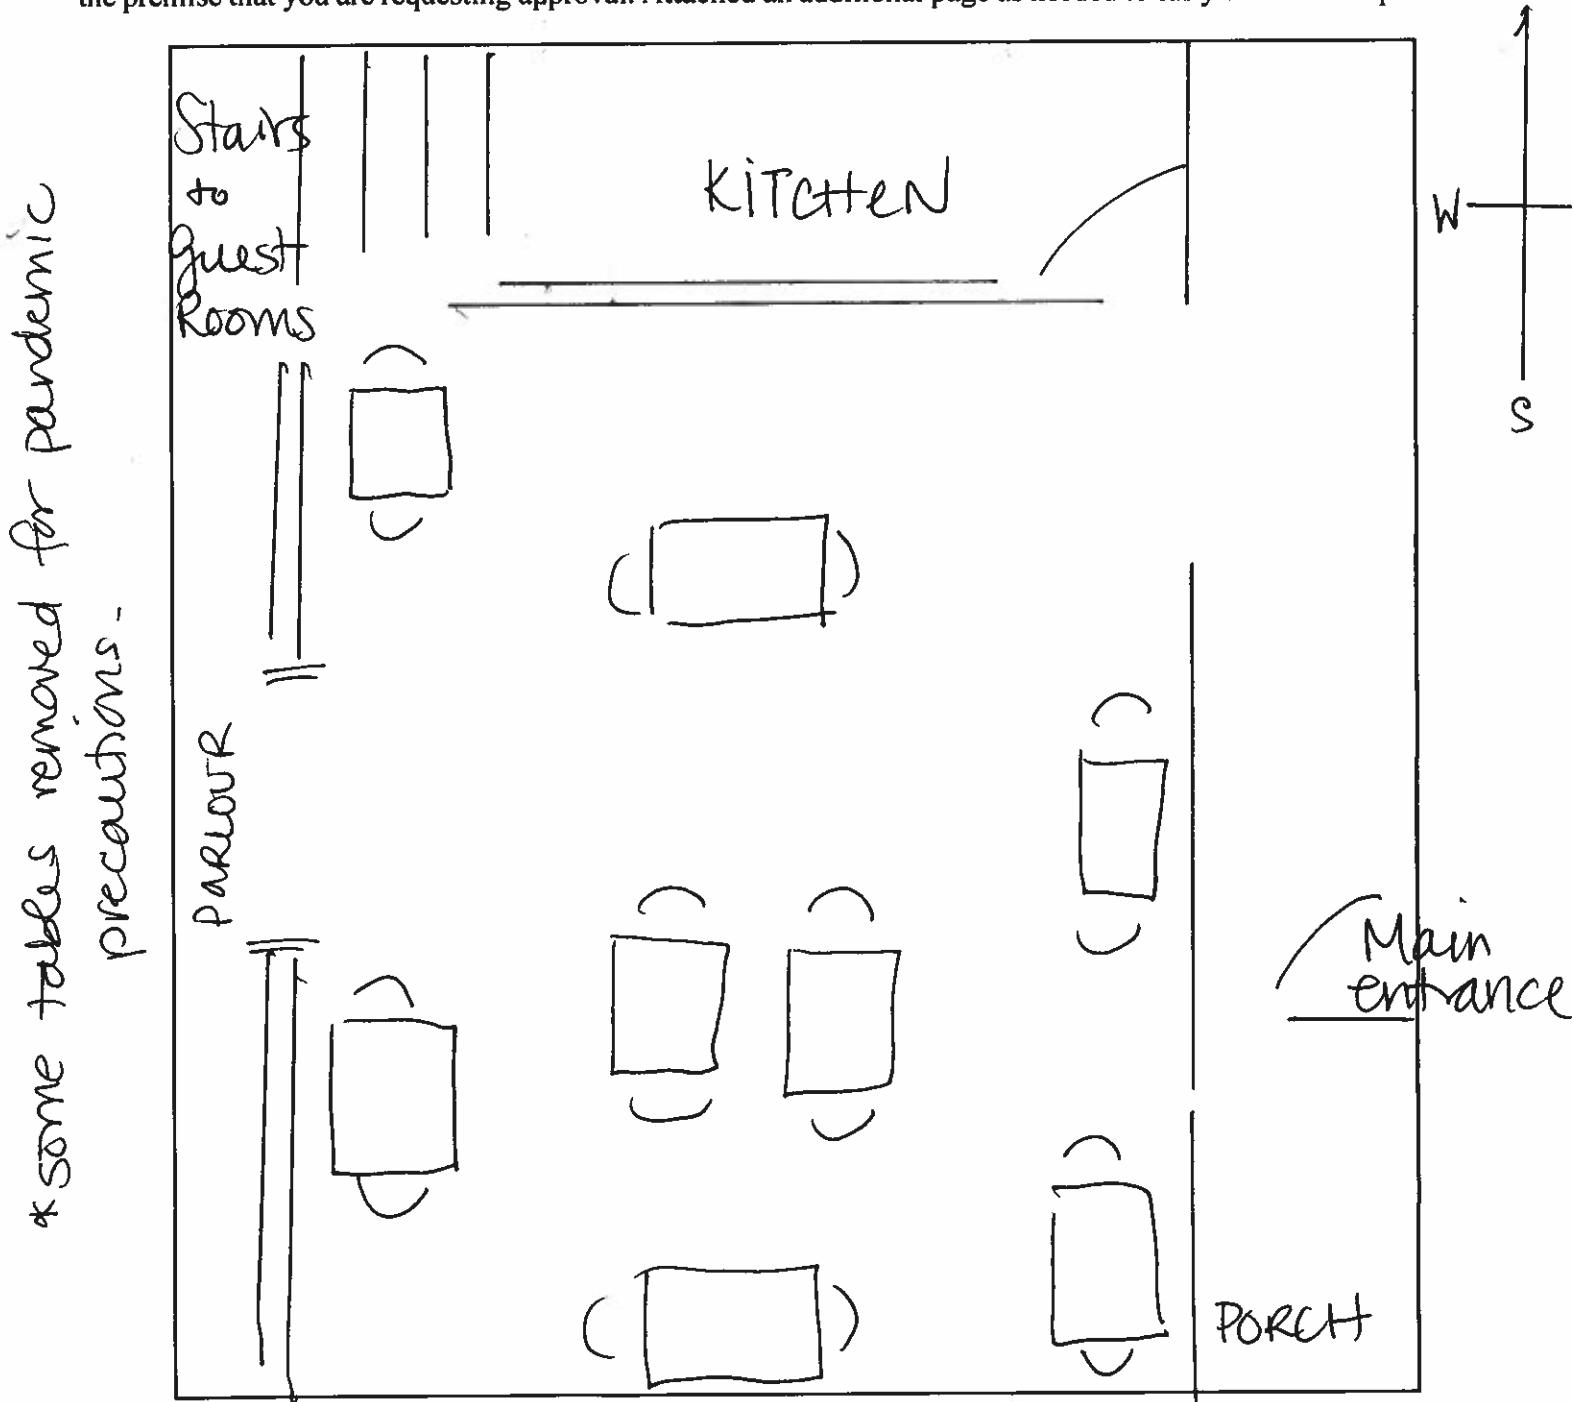 the premise that you are requesting approval. Attached an additional page as needed to
Stairs
to
Guest
Rooms
KITCHEN
W
S
*some tables removed for pandemic
precautions.
PARLOUR
Main
entrance
PORCH